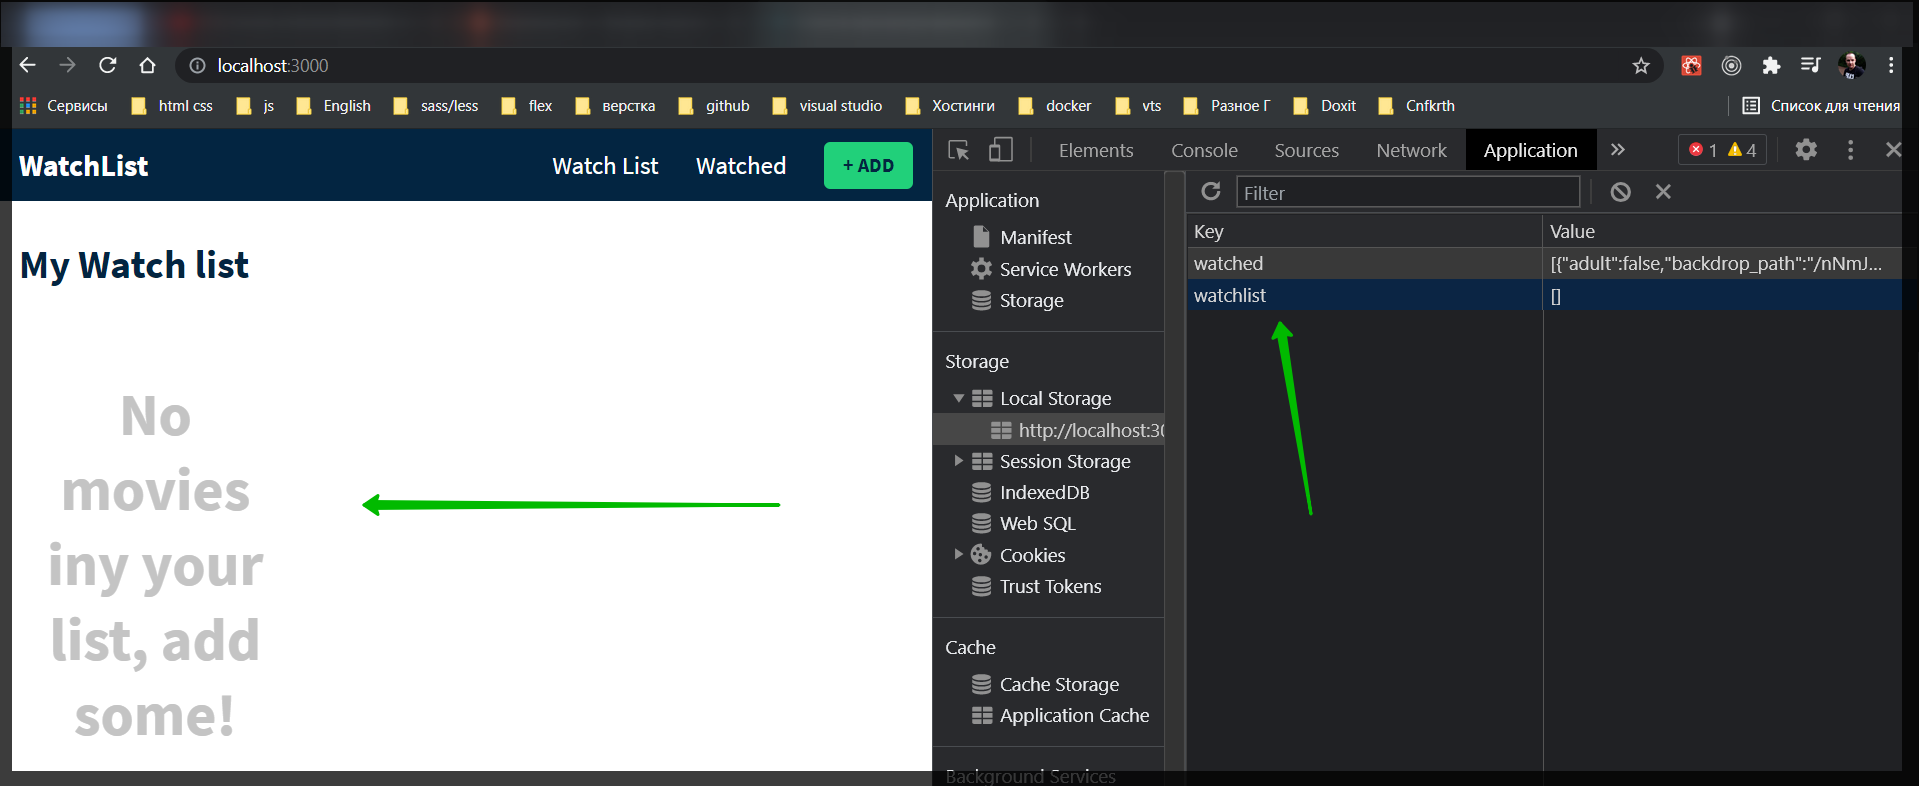 localhost:3000
Сервисы html css js English sass/less flex верстка github visual studio Хостинги docker vts Разное Г Doxit Cnfkrth Список для чтения
WatchList Watch List Watched + ADD
My Watch list
No
movies
iny your
list, add
some!
Elements Console Sources Network Application » 1 4
Application
Manifest
Service Workers
Storage
Storage
Local Storage
http://localhost:30
Session Storage
IndexedDB
Web SQL
Cookies
Trust Tokens
Cache
Cache Storage
Application Cache
Background Services
Filter
Key Value
watched [{"adult":false,"backdrop_path":"/nNmJ...
watchlist []